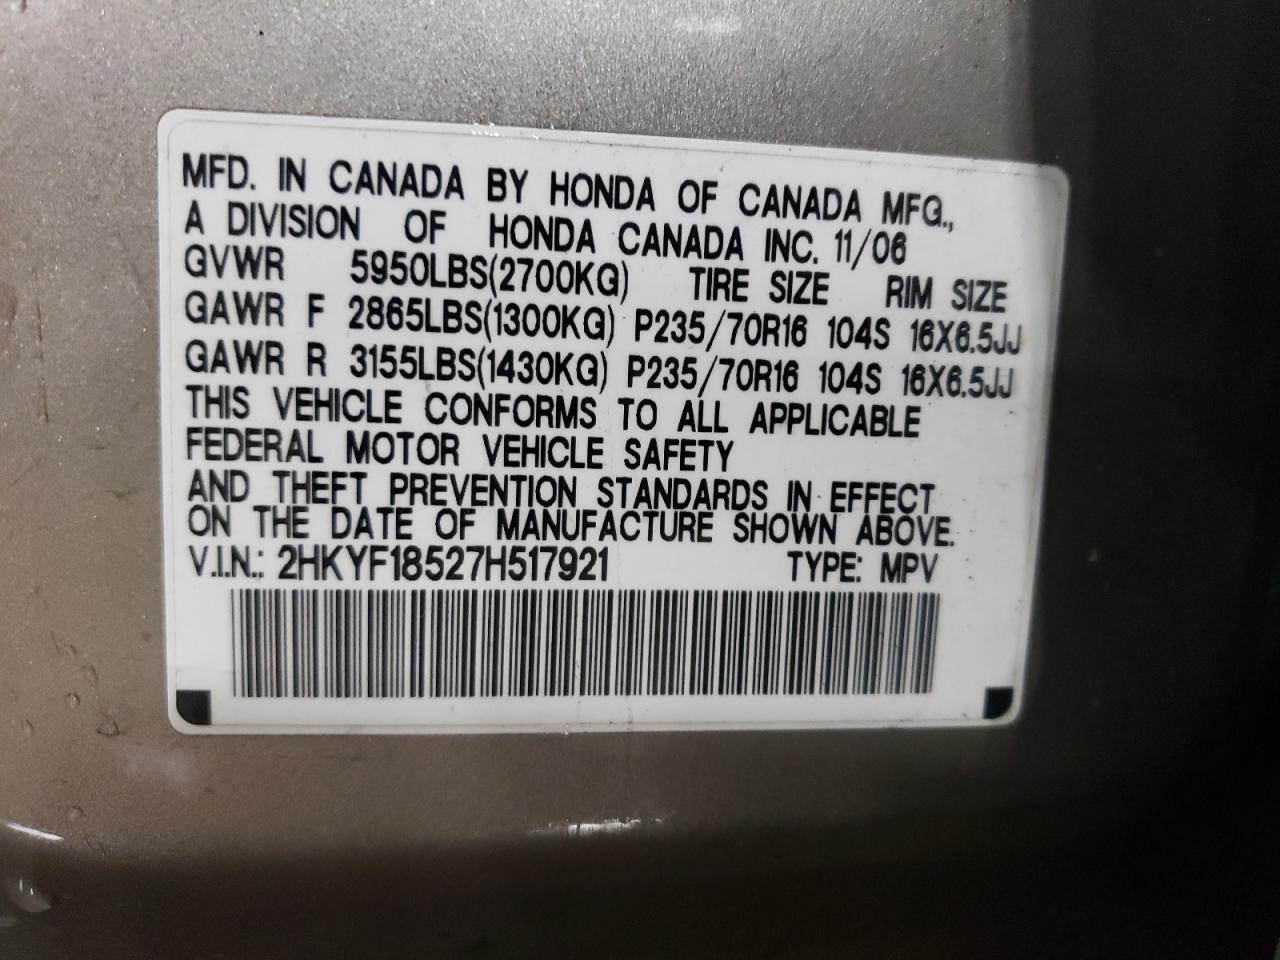 MFD. IN CANADA BY HONDA OF CANADA MFG.,
A DIVISION OF HONDA CANADA INC. 11/06
GVWR 5950LBS(2700KG) TIRE SIZE RIM SIZE
GAWR F 2865LBS(1300KG) P235/70R16 104S 16X6.5JJ
GAWR R 3155LBS(1430KG) P235/70R16 104S 16X6.5JJ
THIS VEHICLE CONFORMS TO ALL APPLICABLE
FEDERAL MOTOR VEHICLE SAFETY
AND THEFT PREVENTION STANDARDS IN EFFECT
ON THE DATE OF MANUFACTURE SHOWN ABOVE.
V.I.N.: 2HKYF18527H517921 TYPE: MPV